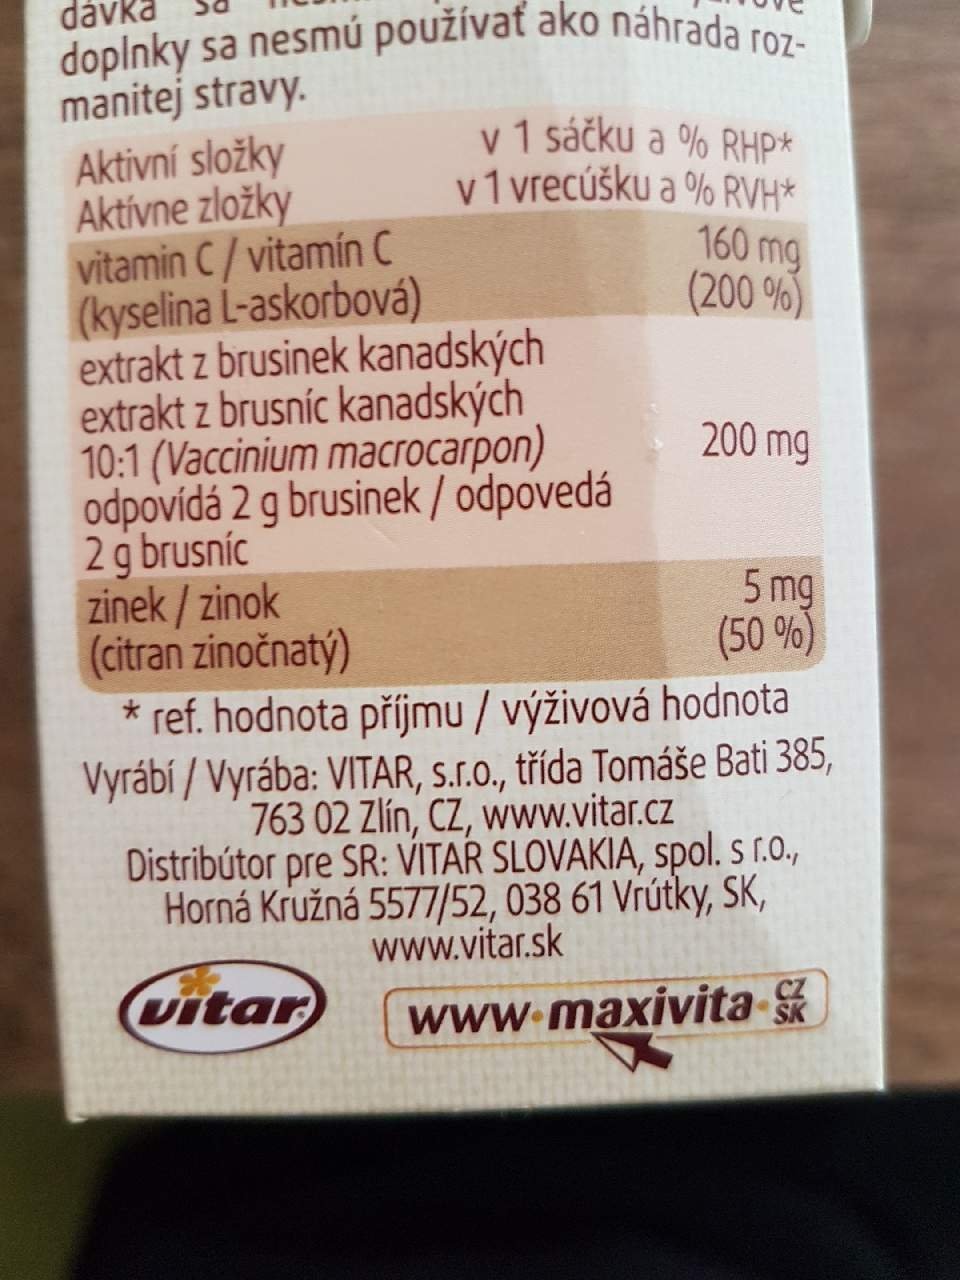 dávka sa
doplnky sa nesmú používať ako náhrada roz-
manitej stravy.
Aktivní složky v 1 sáčku a % RHP*
Aktívne zložky v 1 vrecúšku a % RVH*
vitamin C / vitamín C 160 mg
(kyselina L-askorbová) (200 %)
extrakt z brusinek kanadských
extrakt z brusníc kanadských
10:1 (Vaccinium macrocarpon) 200 mg
odpovídá 2 g brusinek / odpovedá
2 g brusníc
zinek / zinok 5 mg
(citran zinočnatý) (50 %)
* ref. hodnota příjmu / výživová hodnota
Vyrábí / Vyrába: VITAR, s.r.o., třída Tomáše Bati 385,
763 02 Zlín, CZ, www.vitar.cz
Distribútor pre SR: VITAR SLOVAKIA, spol. s r.o.,
Horná Kružná 5577/52, 038 61 Vrútky, SK,
www.vitar.sk
vitar
www.maxivita.CZ SK